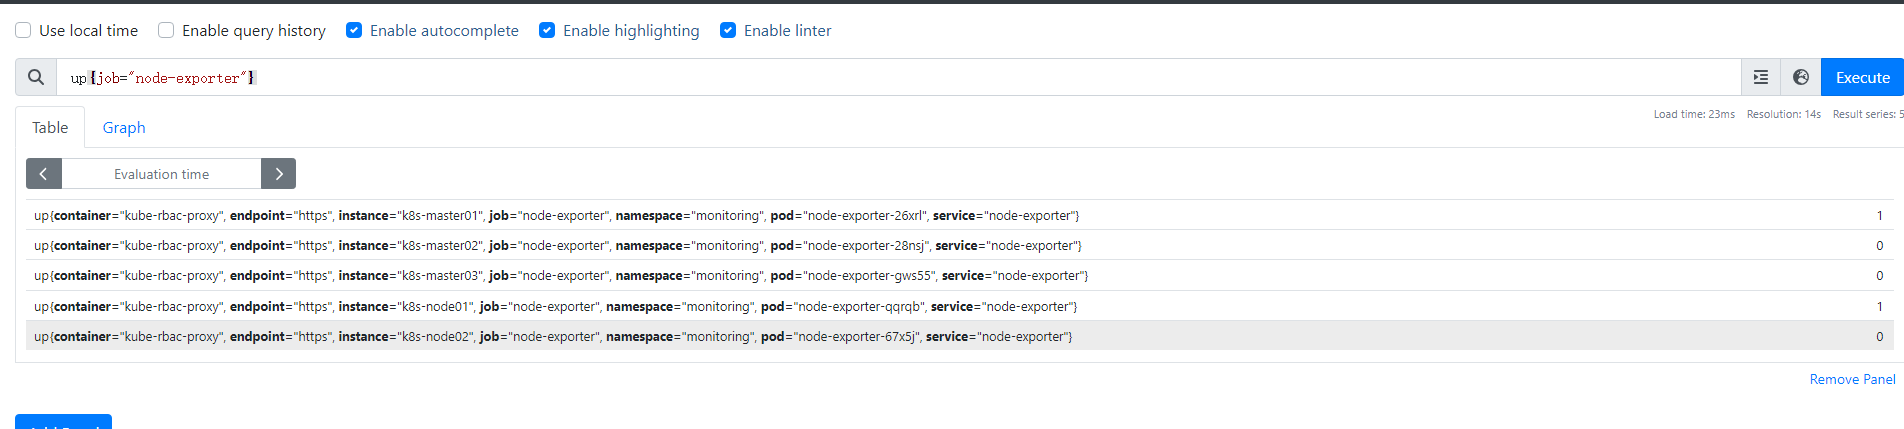 Use local time Enable query history Enable autocomplete Enable highlighting Enable linter
up{job="node-exporter"} Execute
Table Graph Load time: 23ms Resolution: 14s Result series: 5
Evaluation time
up{container="kube-rbac-proxy", endpoint="https", instance="k8s-master01", job="node-exporter", namespace="monitoring", pod="node-exporter-26xrl", service="node-exporter"} 1
up{container="kube-rbac-proxy", endpoint="https", instance="k8s-master02", job="node-exporter", namespace="monitoring", pod="node-exporter-28nsj", service="node-exporter"} 0
up{container="kube-rbac-proxy", endpoint="https", instance="k8s-master03", job="node-exporter", namespace="monitoring", pod="node-exporter-gws55", service="node-exporter"} 0
up{container="kube-rbac-proxy", endpoint="https", instance="k8s-node01", job="node-exporter", namespace="monitoring", pod="node-exporter-qqrqb", service="node-exporter"} 1
up{container="kube-rbac-proxy", endpoint="https", instance="k8s-node02", job="node-exporter", namespace="monitoring", pod="node-exporter-67x5j", service="node-exporter"} 0
Remove Panel